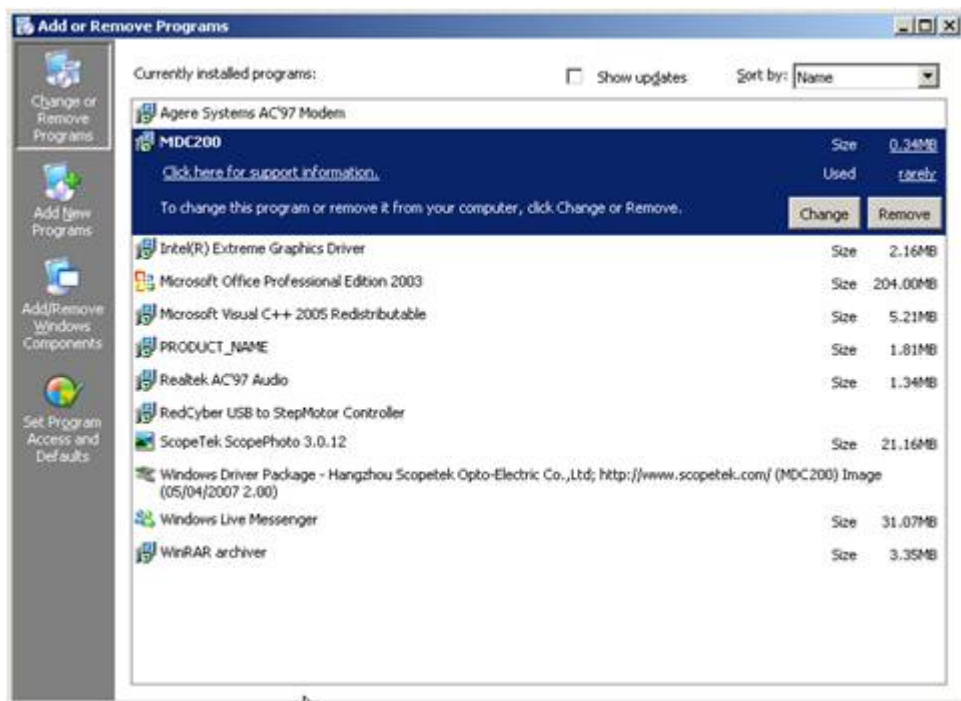 Add or Remove Programs
Change or
Remove
Programs
Add New
Programs
Add/Remove
Windows
Components
Set Program
Access and
Defaults
Currently installed programs:
Show updates
Sort by: Name
Agere Systems AC'97 Modem
MDC200 Size 0.34MB
Click here for support information. Used rarely
To change this program or remove it from your computer, click Change or Remove. Change Remove
Intel(R) Extreme Graphics Driver Size 2.16MB
Microsoft Office Professional Edition 2003 Size 204.00MB
Microsoft Visual C++ 2005 Redistributable Size 5.21MB
PRODUCT_NAME Size 1.81MB
Realtek AC'97 Audio Size 1.34MB
RedCyber USB to StepMotor Controller
ScopeTek ScopePhoto 3.0.12 Size 21.16MB
Windows Driver Package - Hangzhou Scopetek Opto-Electric Co.,Ltd; http://www.scopetek.com/ (MDC200) Image
(05/04/2007 2.00)
Windows Live Messenger Size 31.07MB
WinRAR archiver Size 3.35MB